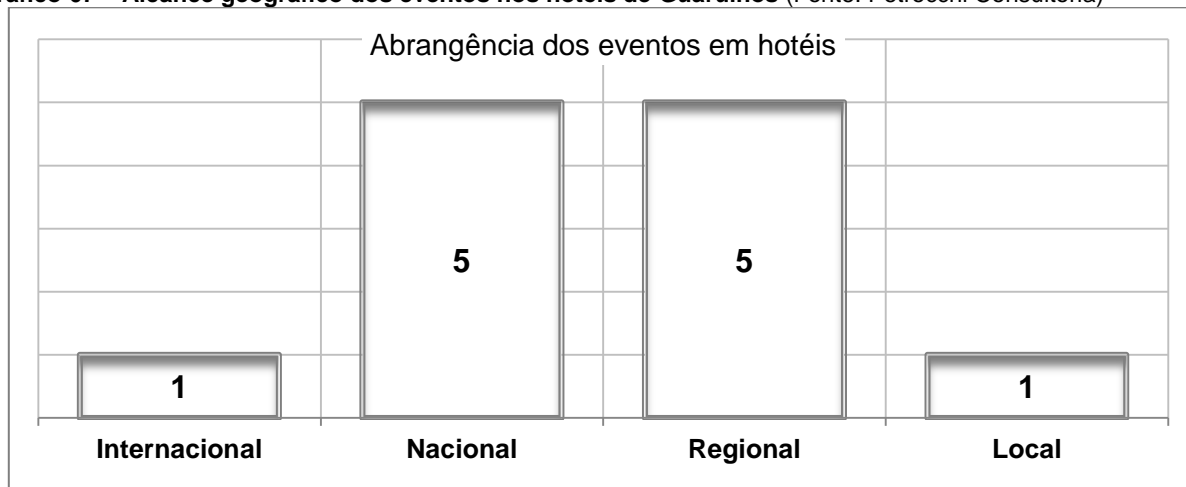 Alcance geográfico dos eventos nos hotéis de Guarulhos (Fonte: Petrocchi Consultoria)
Abrangência dos eventos em hotéis
5 5
1 1
Internacional Nacional Regional Local